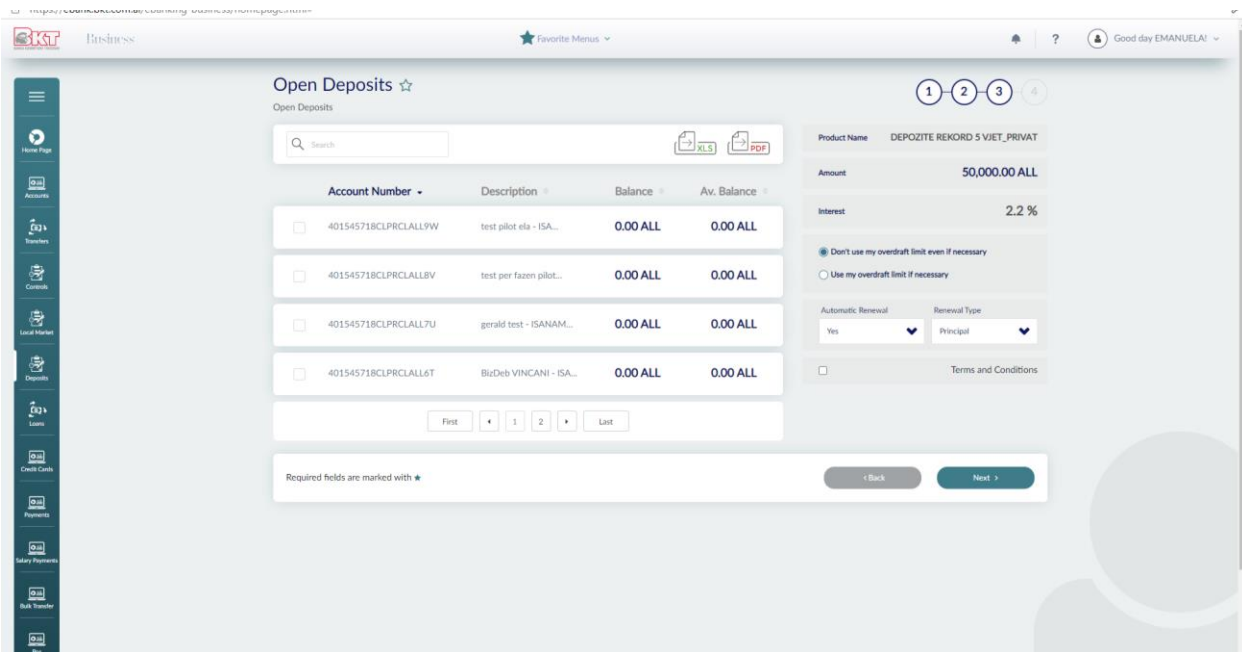 BKT Business
Favorite Menus
? Good day EMANUELA!
Home Page
Accounts
Transfers
Controls
Local Market
Deposits
Loans
Credit Cards
Payments
Salary Payments
Bulk Transfer
Open Deposits
Open Deposits
Search
XLS PDF
Account Number Description Balance Av. Balance
401545718CLPRCLALL9W test pilot ela - ISA... 0.00 ALL 0.00 ALL
401545718CLPRCLALL8V test per fazen pilot... 0.00 ALL 0.00 ALL
401545718CLPRCLALL7U gerald test - ISANAM... 0.00 ALL 0.00 ALL
401545718CLPRCLALL6T BizDeb VINCANI - ISA... 0.00 ALL 0.00 ALL
First 1 2 Last
1 2 3 4
Product Name DEPOZITE REKORD 5 VJET_PRIVAT
Amount 50,000.00 ALL
Interest 2.2 %
Don't use my overdraft limit even if necessary
Use my overdraft limit if necessary
Automatic Renewal Renewal Type
Yes Principal
Terms and Conditions
Required fields are marked with
< Back Next >